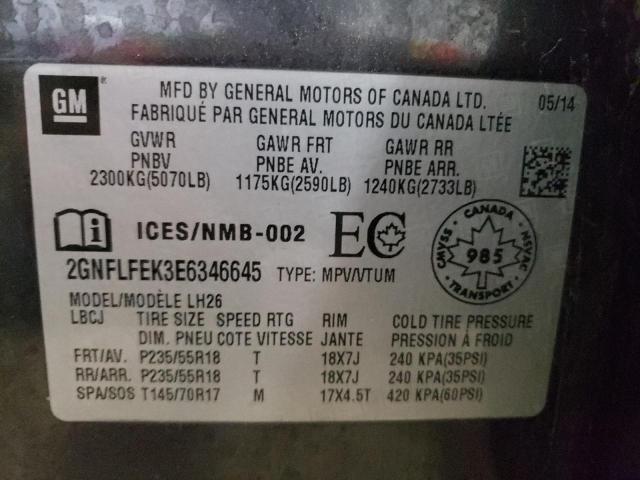 GM
MFD BY GENERAL MOTORS OF CANADA LTD. 05/14
FABRIQUÉ PAR GENERAL MOTORS DU CANADA LTÉE
GVWR GAWR FRT GAWR RR
PNBV PNBE AV. PNBE ARR.
2300KG(5070LB) 1175KG(2590LB) 1240KG(2733LB)
i ICES/NMB-002 EC
CANADA
CMVSS 985 NSVAC
TRANSPORT
2GNFLFEK3E6346645 TYPE: MPV/VTUM
MODEL/MODÈLE LH26
LBCJ TIRE SIZE SPEED RTG RIM COLD TIRE PRESSURE
DIM. PNEU COTE VITESSE JANTE PRESSION À FROID
FRT/AV. P235/55R18 T 18X7J 240 KPA(35PSI)
RR/ARR. P235/55R18 T 18X7J 240 KPA(35PSI)
SPA/SOS T145/70R17 M 17X4.5T 420 KPA(60PSI)